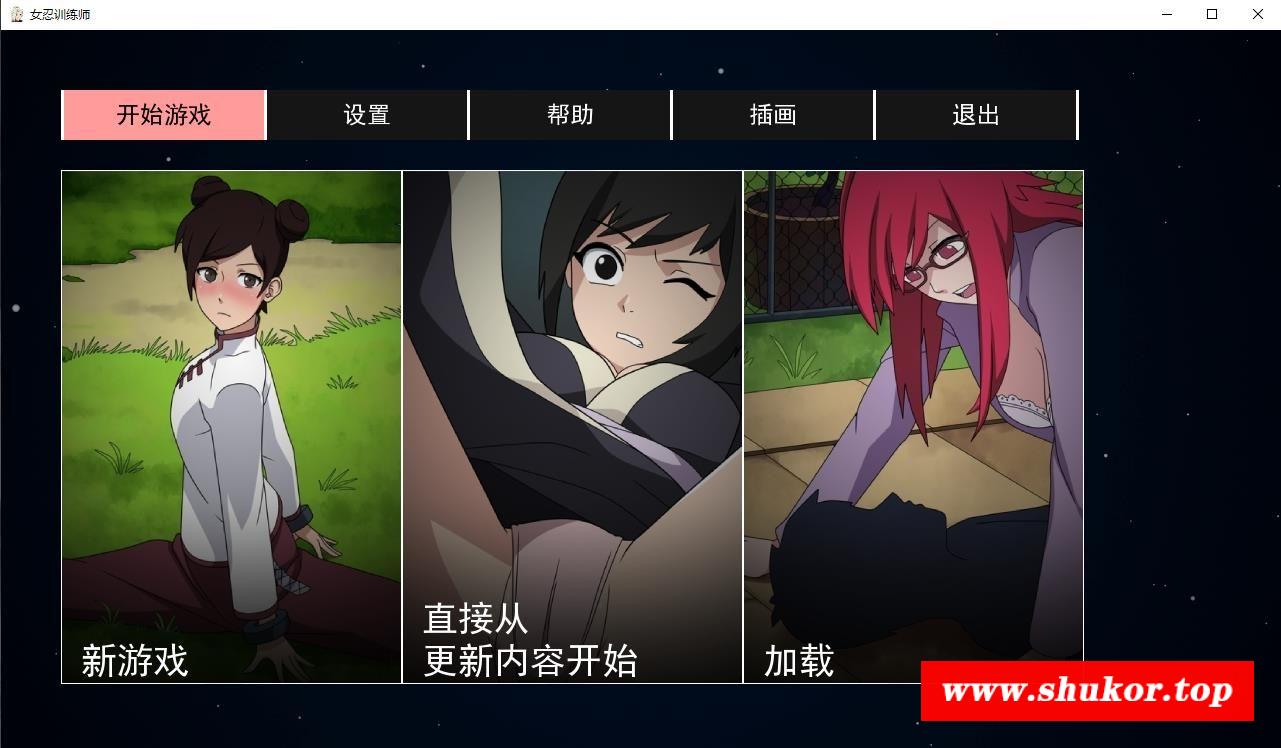 女忍训练师
开始游戏
设置
帮助
插画
退出
新游戏
直接从
更新内容开始
加载
www.shukor.top